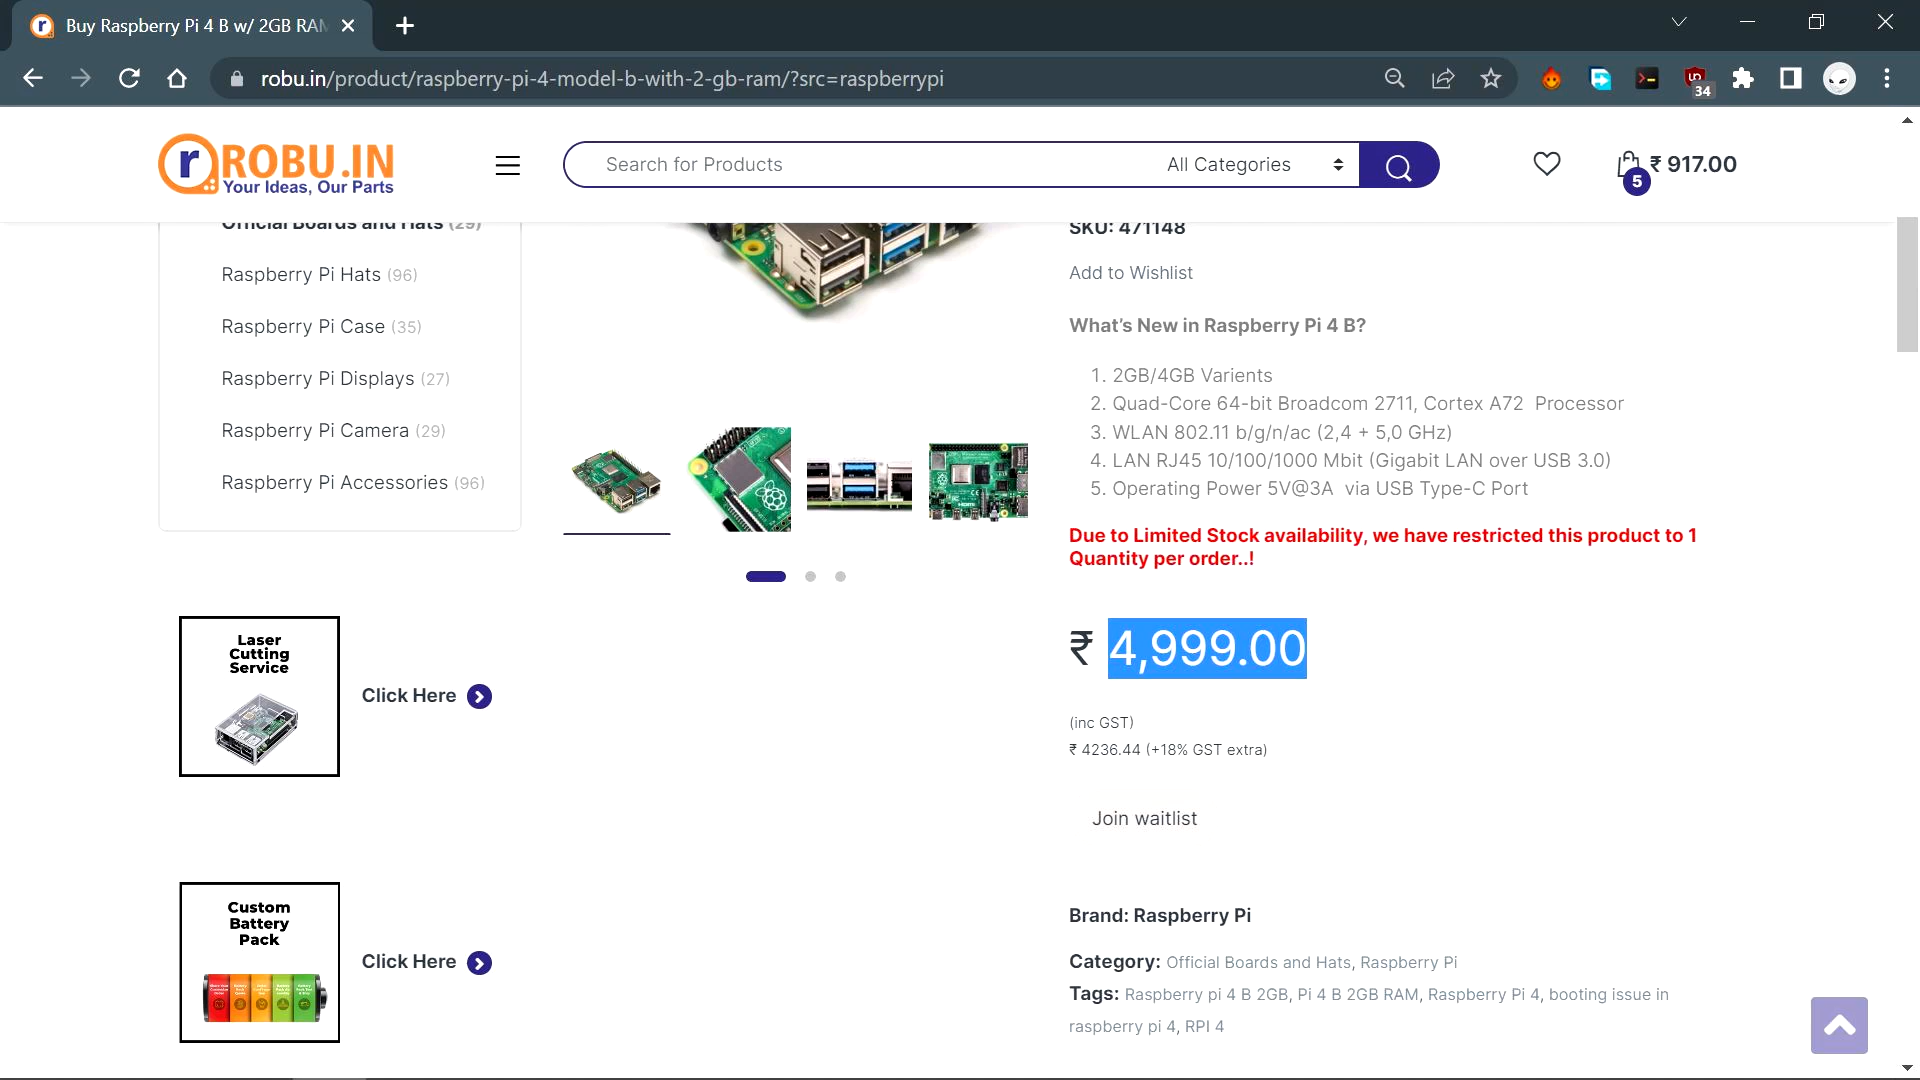 Buy Raspberry Pi 4 B w/ 2GB RAM
robu.in/product/raspberry-pi-4-model-b-with-2-gb-ram/?src=raspberrypi
34
r ROBU.IN
Your Ideas, Our Parts
Search for Products
All Categories
5
₹ 917.00
Official Boards and Hats (29)
Raspberry Pi Hats (96)
Raspberry Pi Case (35)
Raspberry Pi Displays (27)
Raspberry Pi Camera (29)
Raspberry Pi Accessories (96)
SKU: 471148
Add to Wishlist
What’s New in Raspberry Pi 4 B?
1. 2GB/4GB Varients
2. Quad-Core 64-bit Broadcom 2711, Cortex A72 Processor
3. WLAN 802.11 b/g/n/ac (2,4 + 5,0 GHz)
4. LAN RJ45 10/100/1000 Mbit (Gigabit LAN over USB 3.0)
5. Operating Power 5V@3A via USB Type-C Port
Due to Limited Stock availability, we have restricted this product to 1
Quantity per order..!
₹ 4,999.00
(inc GST)
₹ 4236.44 (+18% GST extra)
Join waitlist
Laser
Cutting
Service
Click Here
Custom
Battery
Pack
Click Here
Brand: Raspberry Pi
Category: Official Boards and Hats, Raspberry Pi
Tags: Raspberry pi 4 B 2GB, Pi 4 B 2GB RAM, Raspberry Pi 4, booting issue in
raspberry pi 4, RPI 4